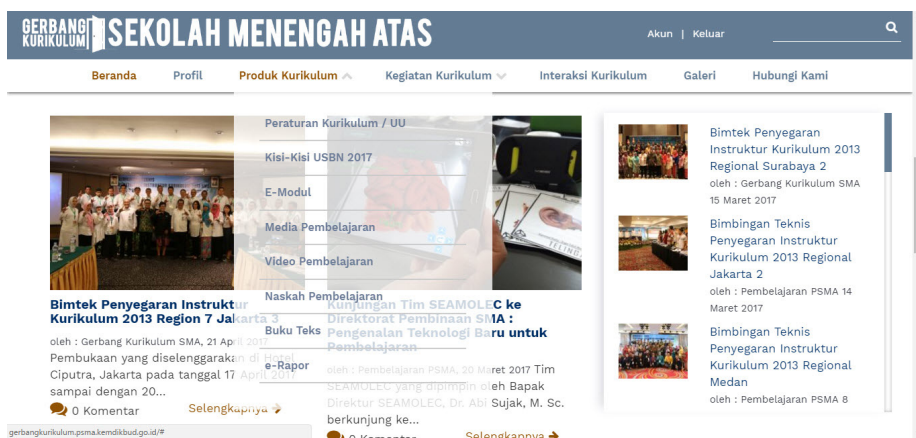 GERBANG KURIKULUM SEKOLAH MENENGAH ATAS
Akun | Keluar
Beranda Profil Produk Kurikulum Kegiatan Kurikulum Interaksi Kurikulum Galeri Hubungi Kami
Peraturan Kurikulum / UU
Kisi-Kisi USBN 2017
E-Modul
Media Pembelajaran
Video Pembelajaran
Naskah Pembelajaran
Buku Teks
e-Rapor
Bimtek Penyegaran Instruktur
Kurikulum 2013 Region 7 Jakarta 3
oleh : Gerbang Kurikulum SMA, 21 April 2017
Pembukaan yang diselenggarakan di Hotel
Ciputra, Jakarta pada tanggal 17 April 2017
sampai dengan 20...
0 Komentar Selengkapnya
Kunjungan Tim SEAMOLEC ke
Direktorat Pembinaan SMA :
Pengenalan Teknologi Baru untuk
Pembelajaran
oleh : Pembelajaran PSMA, 20 Maret 2017 Tim
SEAMOLEC yang dipimpin oleh Bapak
Direktur SEAMOLEC, Dr. Abi Sujak, M. Sc.
berkunjung ke...
0 Komentar Selengkapnya
Bimtek Penyegaran
Instruktur Kurikulum 2013
Regional Surabaya 2
oleh : Gerbang Kurikulum SMA
15 Maret 2017
Bimbingan Teknis
Penyegaran Instruktur
Kurikulum 2013 Regional
Jakarta 2
oleh : Pembelajaran PSMA 14
Maret 2017
Bimbingan Teknis
Penyegaran Instruktur
Kurikulum 2013 Regional
Medan
oleh : Pembelajaran PSMA 8
gerbangkurikulum.psma.kemdikbud.go.id/#